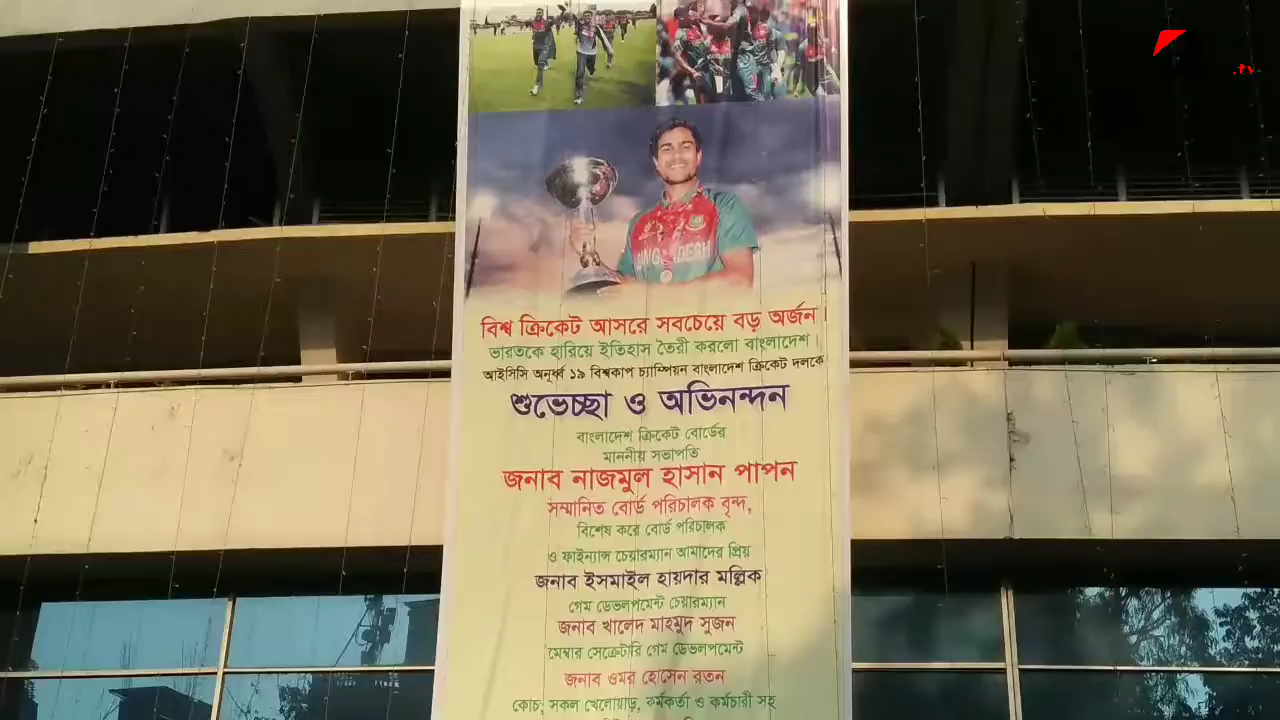 .tv
BANGLADESH
বিশ্ব ক্রিকেট আসরে সবচেয়ে বড় অর্জন।
ভারতকে হারিয়ে ইতিহাস তৈরী করলো বাংলাদেশ।
আইসিসি অনূর্ধ্ব ১৯ বিশ্বকাপ চ্যাম্পিয়ন বাংলাদেশ ক্রিকেট দলকে
শুভেচ্ছা ও অভিনন্দন
বাংলাদেশ ক্রিকেট বোর্ডের
মাননীয় সভাপতি
জনাব নাজমুল হাসান পাপন
সম্মানিত বোর্ড পরিচালক বৃন্দ,
বিশেষ করে বোর্ড পরিচালক
ও ফাইন্যান্স চেয়ারম্যান আমাদের প্রিয়
জনাব ইসমাইল হায়দার মল্লিক
গেম ডেভলপমেন্ট চেয়ারম্যান
জনাব খালেদ মাহমুদ সুজন
মেম্বার সেক্রেটারি গেম ডেভলপমেন্ট
জনাব ওমর হোসেন রতন
কোচ, সকল খেলোয়াড়, কর্মকর্তা ও কর্মচারী সহ